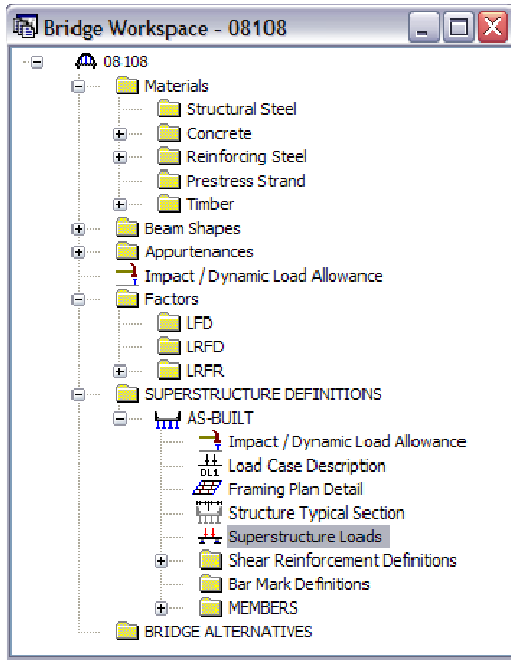 Bridge Workspace - 08108
08108
Materials
Structural Steel
Concrete
Reinforcing Steel
Prestress Strand
Timber
Beam Shapes
Appurtenances
Impact / Dynamic Load Allowance
Factors
LFD
LRFD
LRFR
SUPERSTRUCTURE DEFINITIONS
AS-BUILT
Impact / Dynamic Load Allowance
DL1 Load Case Description
Framing Plan Detail
Structure Typical Section
Superstructure Loads
Shear Reinforcement Definitions
Bar Mark Definitions
MEMBERS
BRIDGE ALTERNATIVES